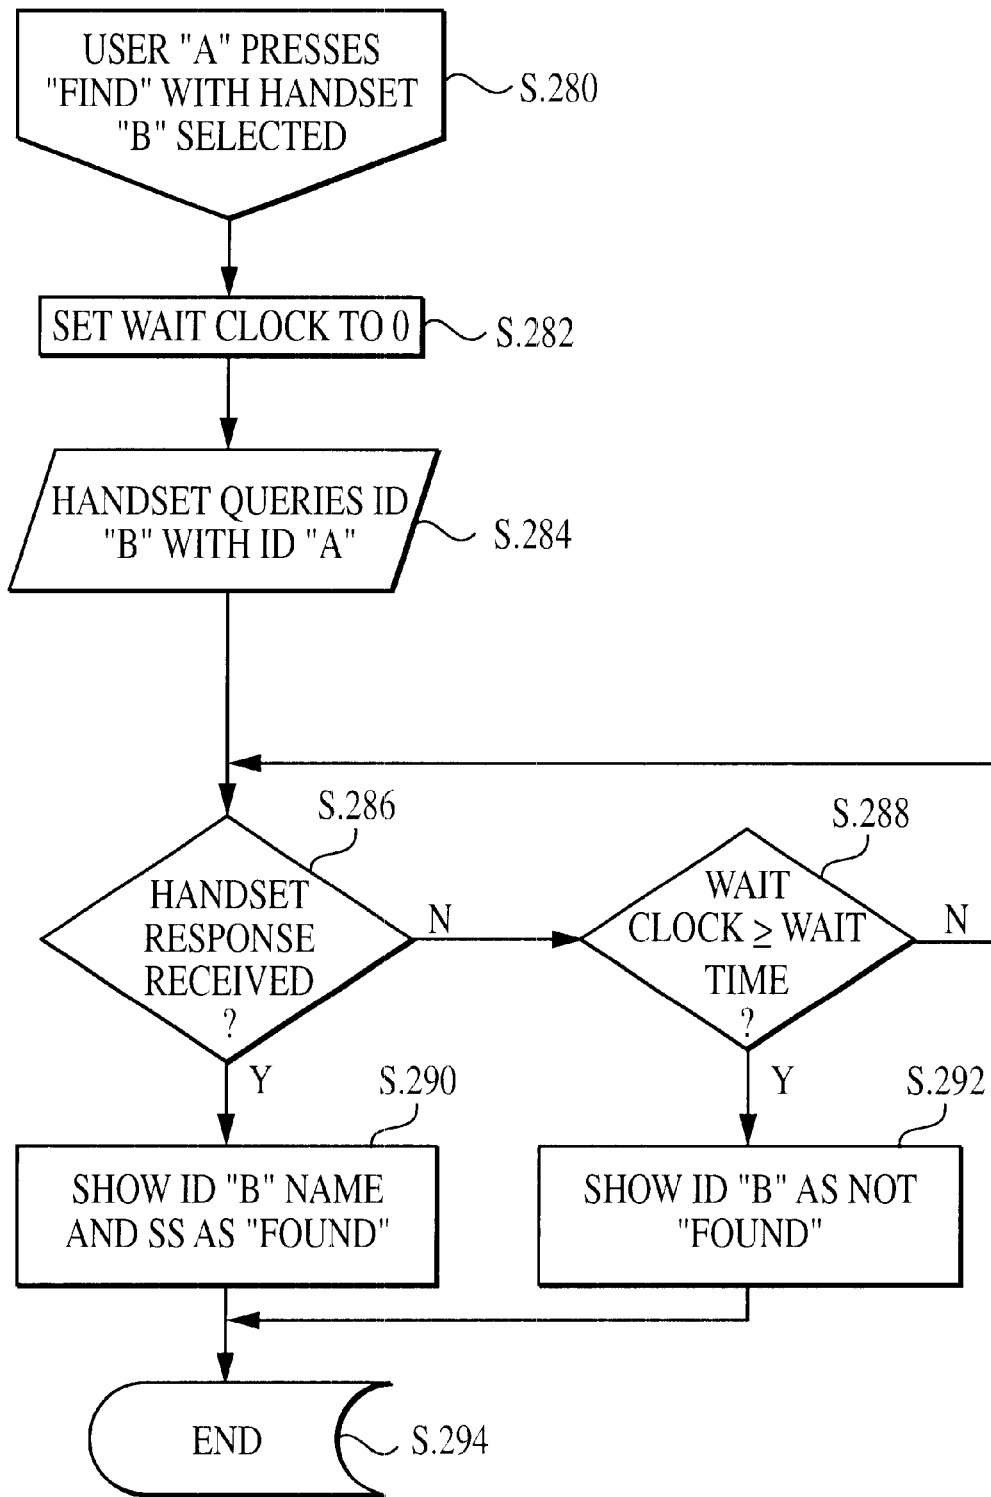 USER "A" PRESSES
"FIND" WITH HANDSET
"B" SELECTED
S.280
SET WAIT CLOCK TO 0
S.282
HANDSET QUERIES ID
"B" WITH ID "A"
S.284
S.286
HANDSET
RESPONSE
RECEIVED
?
N
Y
S.288
WAIT
CLOCK ≥ WAIT
TIME
?
N
Y
S.290
SHOW ID "B" NAME
AND SS AS "FOUND"
S.292
SHOW ID "B" AS NOT
"FOUND"
END
S.294